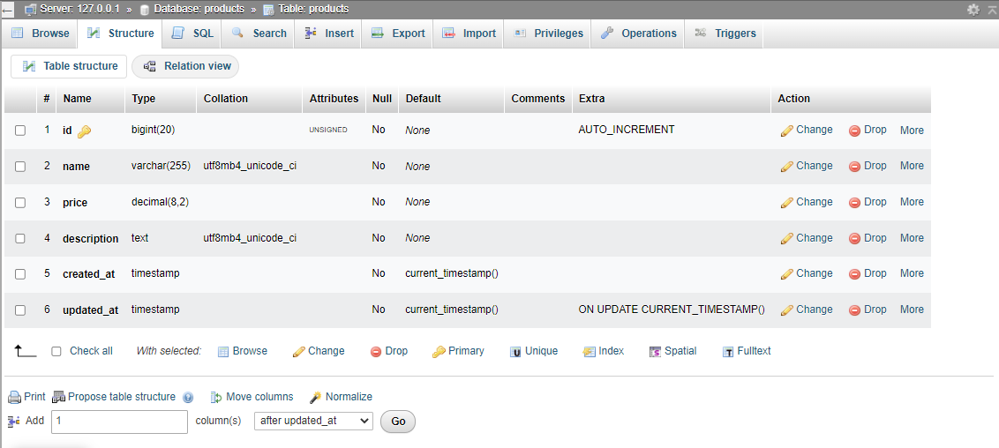 Server: 127.0.0.1 » Database: products » Table: products
Browse Structure SQL Search Insert Export Import Privileges Operations Triggers
Table structure Relation view
# Name Type Collation Attributes Null Default Comments Extra Action
1 id bigint(20) UNSIGNED No None AUTO_INCREMENT Change Drop More
2 name varchar(255) utf8mb4_unicode_ci No None Change Drop More
3 price decimal(8,2) No None Change Drop More
4 description text utf8mb4_unicode_ci No None Change Drop More
5 created_at timestamp No current_timestamp() Change Drop More
6 updated_at timestamp No current_timestamp() ON UPDATE CURRENT_TIMESTAMP() Change Drop More
Check all With selected: Browse Change Drop Primary Unique Index Spatial Fulltext
Print Propose table structure Move columns Normalize
Add 1 column(s) after updated_at Go